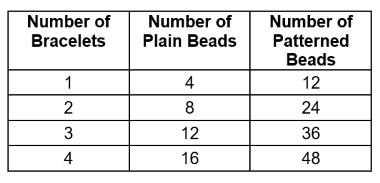 Number of Bracelets Number of Plain Beads Number of Patterned Beads
1 4 12
2 8 24
3 12 36
4 16 48